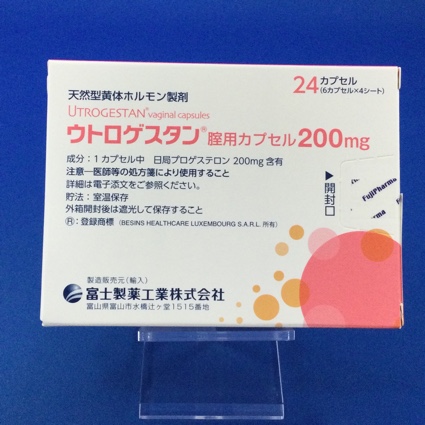 天然型黄体ホルモン製剤
24カプセル
(6カプセル×4シート)
UTROGESTAN® vaginal capsules
ウトロゲスタン®腟用カプセル200mg
成分：1カプセル中 日局プロゲステロン 200mg 含有
注意―医師等の処方箋により使用すること
詳細は電子添文をご参照ください。
貯法：室温保存
外箱開封後は遮光して保存すること
Ⓡ：登録商標 (BESINS HEALTHCARE LUXEMBOURG S.A.R.L. 所有)
▶開封口
FujiPharma
製造販売元(輸入)
富士製薬工業株式会社
富山県富山市水橋辻ヶ堂1515番地